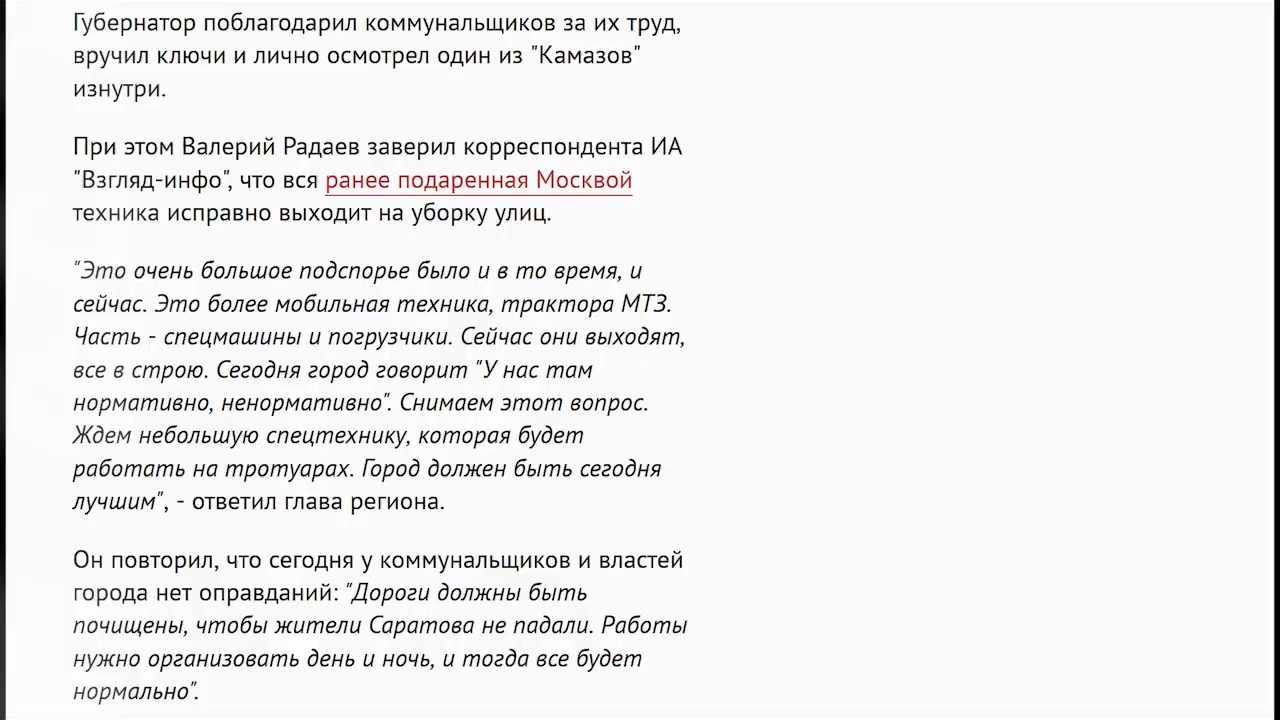 Губернатор поблагодарил коммунальщиков за их труд,
вручил ключи и лично осмотрел один из "Камазов"
изнутри.
При этом Валерий Радаев заверил корреспондента ИА
"Взгляд-инфо", что вся ранее подаренная Москвой
техника исправно выходит на уборку улиц.
"Это очень большое подспорье было и в то время, и
сейчас. Это более мобильная техника, трактора МТЗ.
Часть - спецмашины и погрузчики. Сейчас они выходят,
все в строю. Сегодня город говорит "У нас там
нормативно, ненормативно". Снимаем этот вопрос.
Ждем небольшую спецтехнику, которая будет
работать на тротуарах. Город должен быть сегодня
лучшим", - ответил глава региона.
Он повторил, что сегодня у коммунальщиков и властей
города нет оправданий: "Дороги должны быть
почищены, чтобы жители Саратова не падали. Работы
нужно организовать день и ночь, и тогда все будет
нормально".